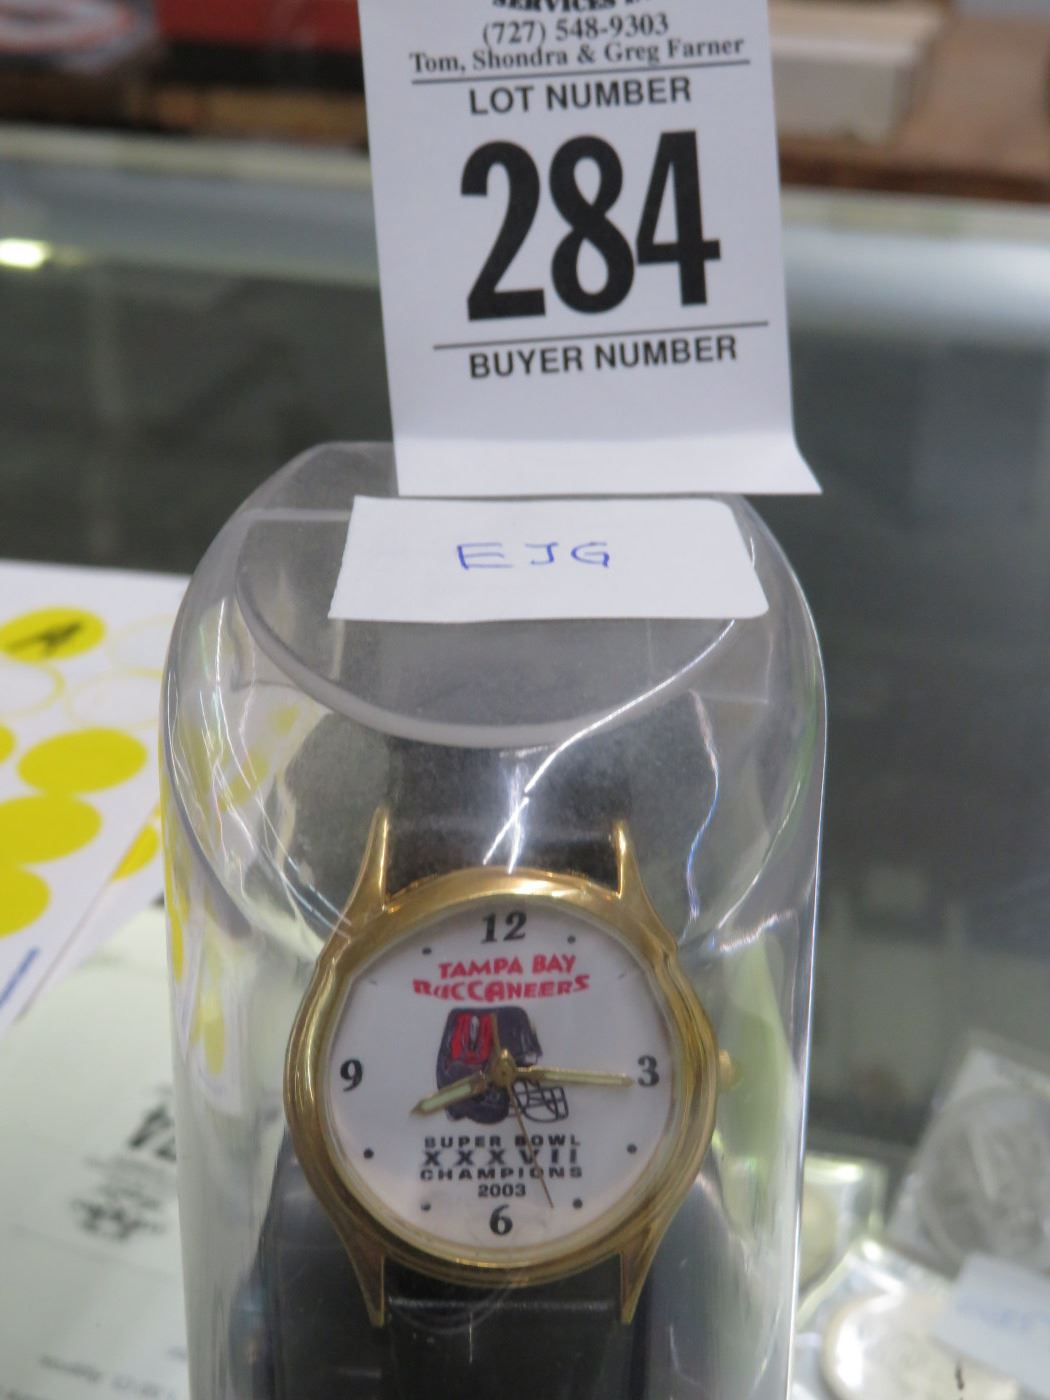 (727) 548-9303
Tom, Shondra & Greg Farner
LOT NUMBER
284
BUYER NUMBER
EJG
12
TAMPA BAY
BUCCANEERS
9
3
SUPER BOWL
XXXVII
CHAMPIONS
2003
6